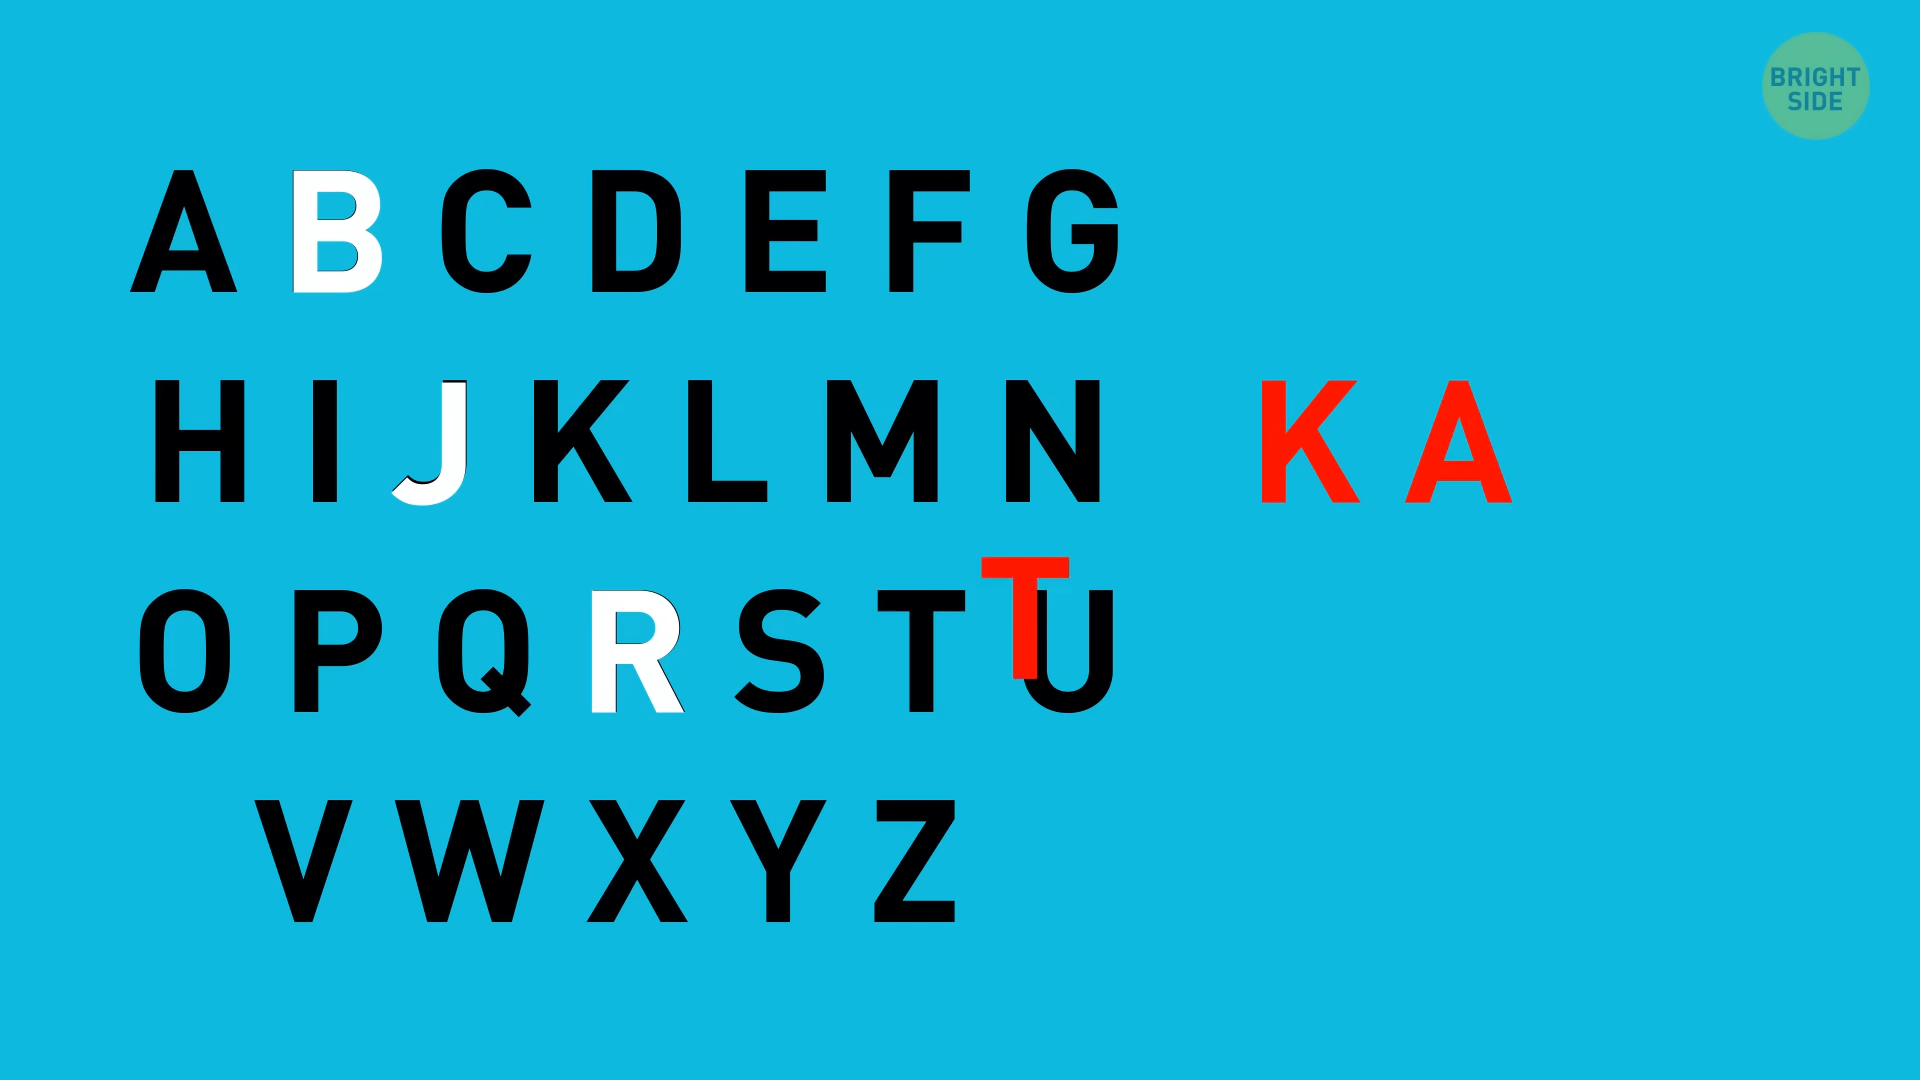 BRIGHT
SIDE
A B C D E F G
H I J K L M N K A
O P Q R S T T U
V W X Y Z